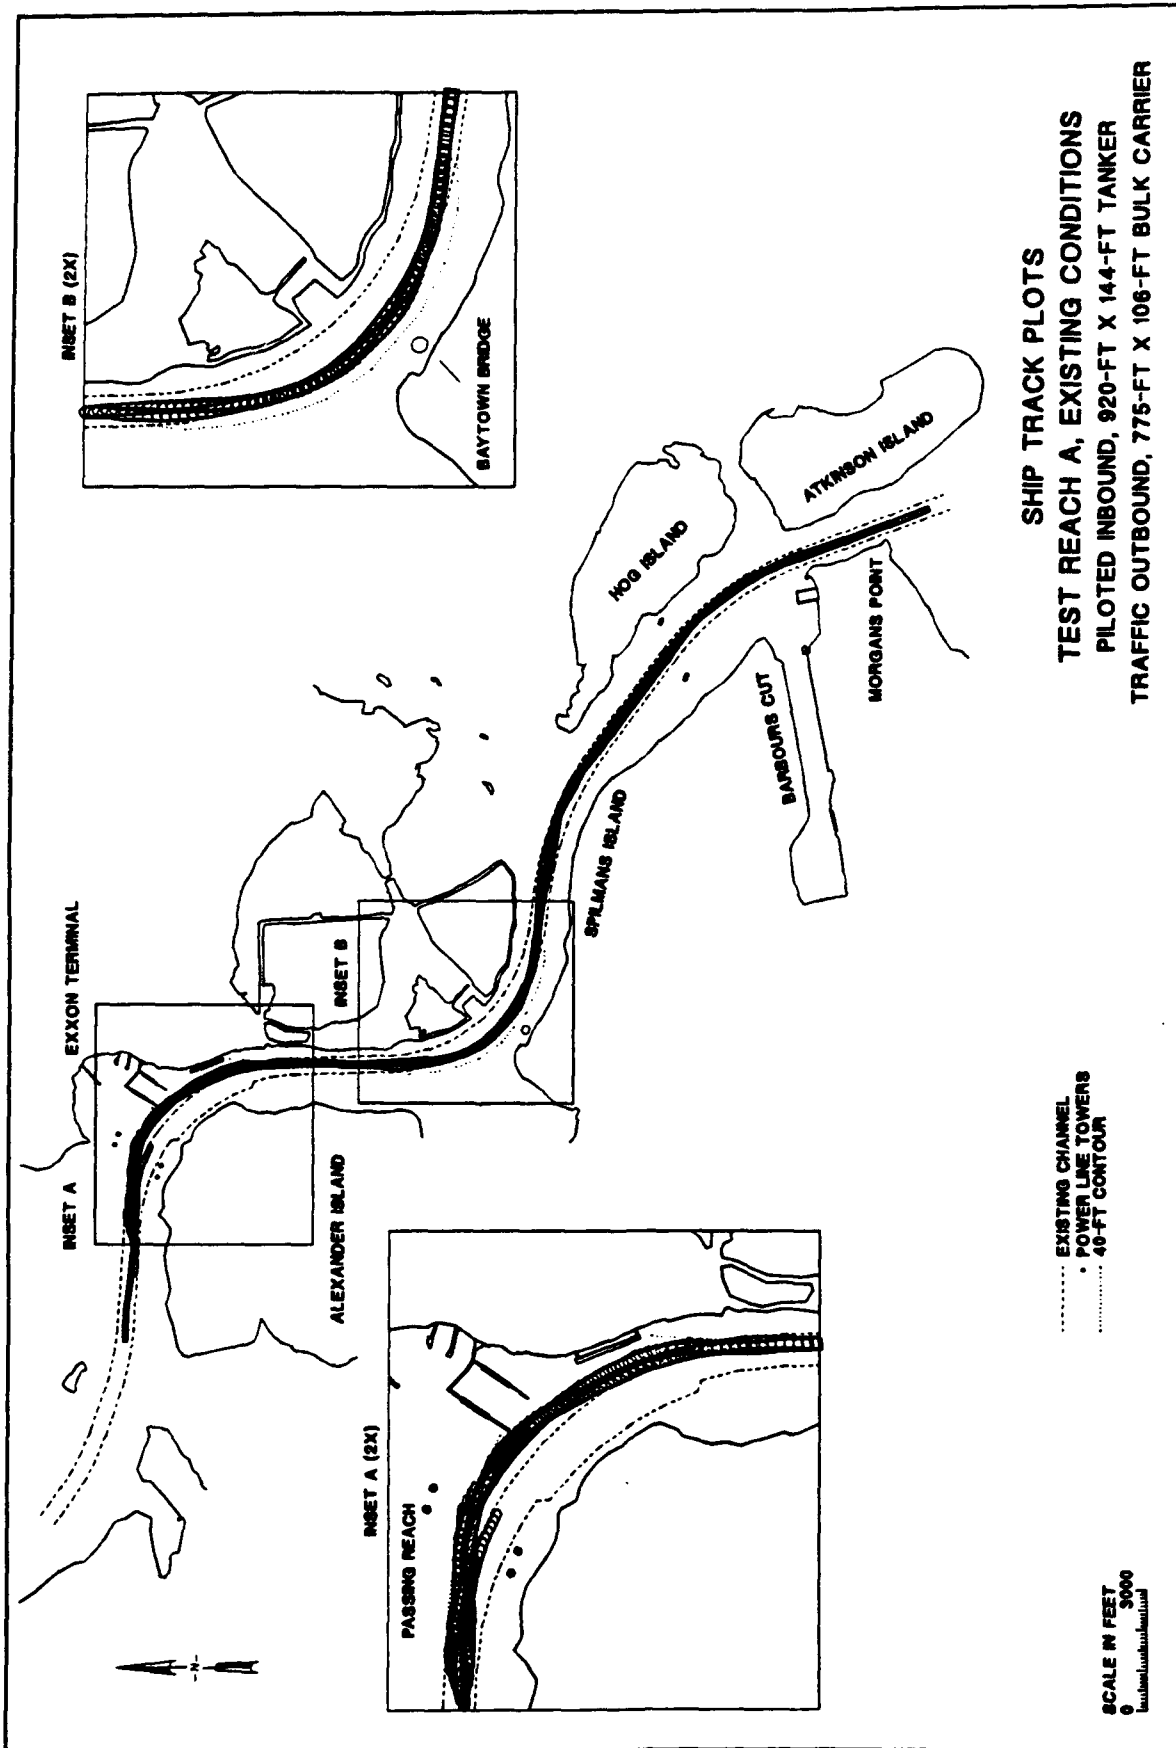 INSET A
EXXON TERMINAL
INSET B (2X)
BAYTOWN BRIDGE
INSET B
ALEXANDER ISLAND
SPILMANS ISLAND
HOG ISLAND
ATKINSON ISLAND
BARBOURS CUT
MORGANS POINT
INSET A (2X)
PASSING REACH
-N-
SCALE IN FEET
0 3000
EXISTING CHANNEL
POWER LINE TOWERS
40-FT CONTOUR
SHIP TRACK PLOTS
TEST REACH A, EXISTING CONDITIONS
PILOTED INBOUND, 920-FT X 144-FT TANKER
TRAFFIC OUTBOUND, 775-FT X 106-FT BULK CARRIER